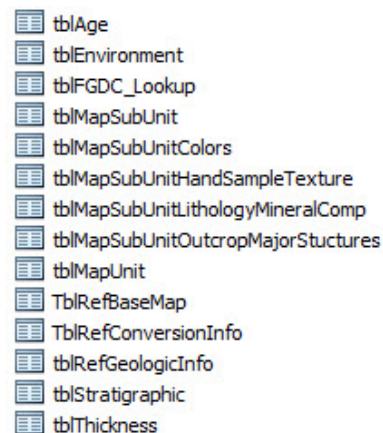 tblAge
tblEnvironment
tblFGDC_Lookup
tblMapSubUnit
tblMapSubUnitColors
tblMapSubUnitHandSampleTexture
tblMapSubUnitLithologyMineralComp
tblMapSubUnitOutcropMajorStuctures
tblMapUnit
TblRefBaseMap
TblRefConversionInfo
tblRefGeologicInfo
tblStratigraphic
tblThickness